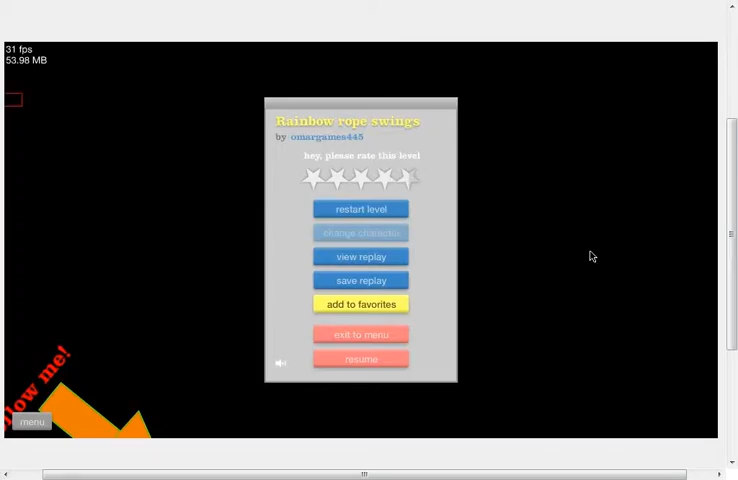 31 fps
53.98 MB
Rainbow rope swings
by omargames445
hey, please rate this level
restart level
change character
view replay
save replay
add to favorites
exit to menu
resume
low me!
menu